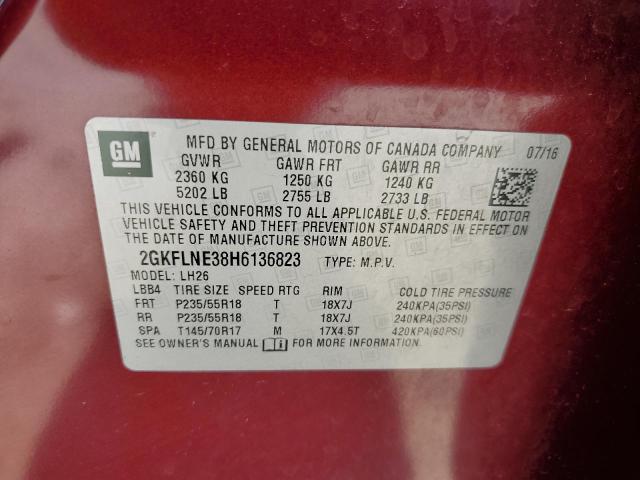 GM
MFD BY GENERAL MOTORS OF CANADA COMPANY 07/16
GVWR GAWR FRT GAWR RR
2360 KG 1250 KG 1240 KG
5202 LB 2755 LB 2733 LB
THIS VEHICLE CONFORMS TO ALL APPLICABLE U.S. FEDERAL MOTOR
VEHICLE SAFETY AND THEFT PREVENTION STANDARDS IN EFFECT ON
THE DATE OF MANUFACTURE SHOWN ABOVE.
2GKFLNE38H6136823 TYPE: M.P.V.
MODEL: LH26
LBB4 TIRE SIZE SPEED RTG RIM COLD TIRE PRESSURE
FRT P235/55R18 T 18X7J 240KPA(35PSI)
RR P235/55R18 T 18X7J 240KPA(35PSI)
SPA T145/70R17 M 17X4.5T 420KPA(60PSI)
SEE OWNER'S MANUAL FOR MORE INFORMATION.